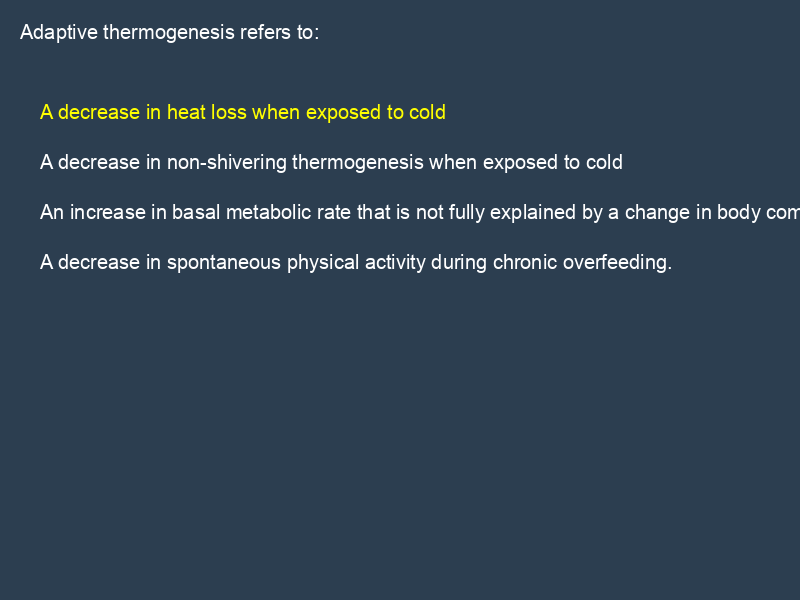 Adaptive thermogenesis refers to:
A decrease in heat loss when exposed to cold
A decrease in non-shivering thermogenesis when exposed to cold
An increase in basal metabolic rate that is not fully explained by a change in body
A decrease in spontaneous physical activity during chronic overfeeding.